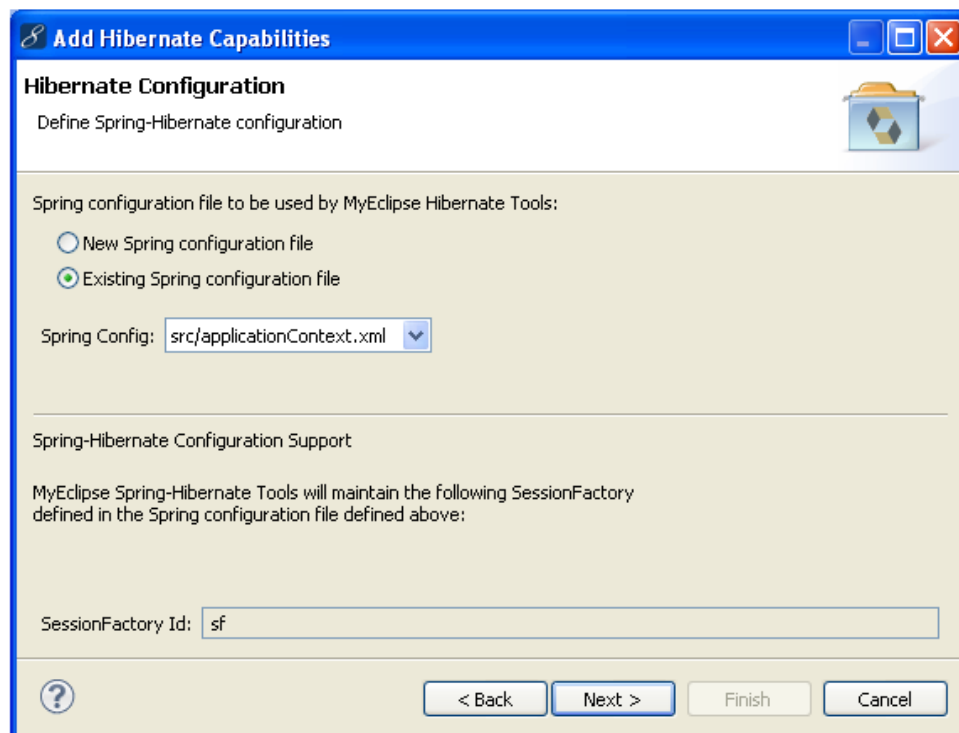 Add Hibernate Capabilities
Hibernate Configuration
Define Spring-Hibernate configuration
Spring configuration file to be used by MyEclipse Hibernate Tools:
New Spring configuration file
Existing Spring configuration file
Spring Config: src/applicationContext.xml
Spring-Hibernate Configuration Support
MyEclipse Spring-Hibernate Tools will maintain the following SessionFactory
defined in the Spring configuration file defined above:
SessionFactory Id: sf
? < Back Next > Finish Cancel